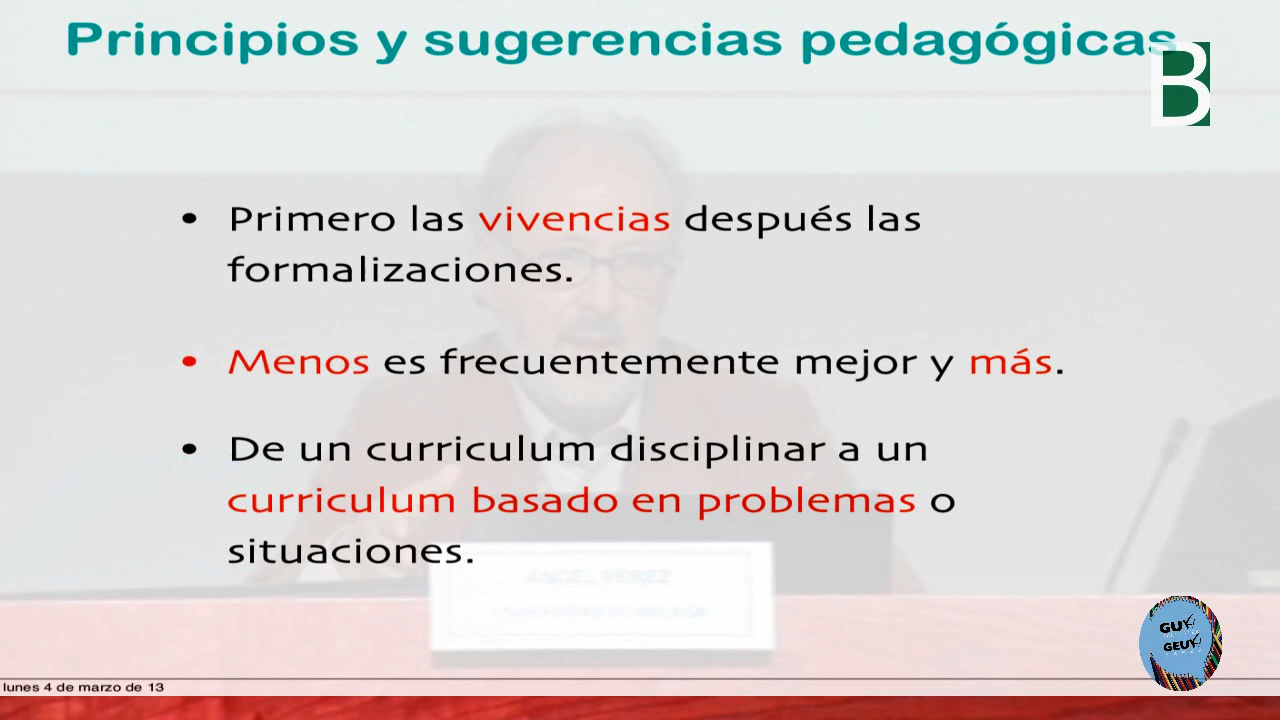 Principios y sugerencias pedagógicas
B
• Primero las vivencias después las
formalizaciones.
• Menos es frecuentemente mejor y más.
• De un curriculum disciplinar a un
curriculum basado en problemas o
situaciones.
ANGEL PEREZ
GUY
GEUY
lunes 4 de marzo de 13